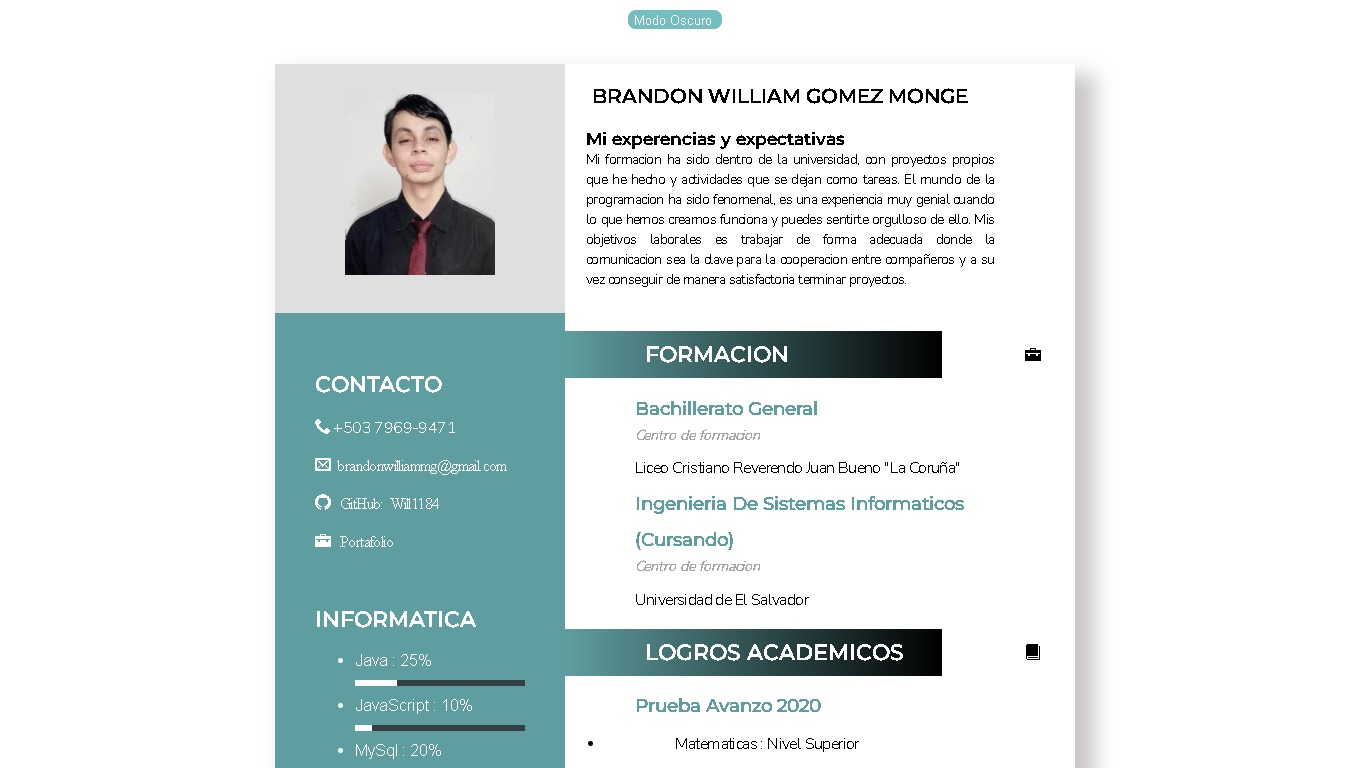 Modo Oscuro
BRANDON WILLIAM GOMEZ MONGE
Mi experencias y expectativas
Mi formacion ha sido dentro de la universidad, con proyectos propios
que he hecho y actividades que se dejan como tareas. El mundo de la
programacion ha sido fenomenal, es una experiencia muy genial cuando
lo que hemos creamos funciona y puedes sentirte orgulloso de ello. Mis
objetivos laborales es trabajar de forma adecuada donde la
comunicacion sea la clave para la cooperacion entre compañeros y a su
vez conseguir de manera satisfactoria terminar proyectos.
CONTACTO
+503 7969-9471
brandonwilliammg@gmail.com
GitHub: Will1184
Portafolio
INFORMATICA
Java : 25%
JavaScript : 10%
MySql : 20%
FORMACION
Bachillerato General
Centro de formacion
Liceo Cristiano Reverendo Juan Bueno "La Coruña"
Ingenieria De Sistemas Informaticos
(Cursando)
Centro de formacion
Universidad de El Salvador
LOGROS ACADEMICOS
Prueba Avanzo 2020
Matematicas : Nivel Superior